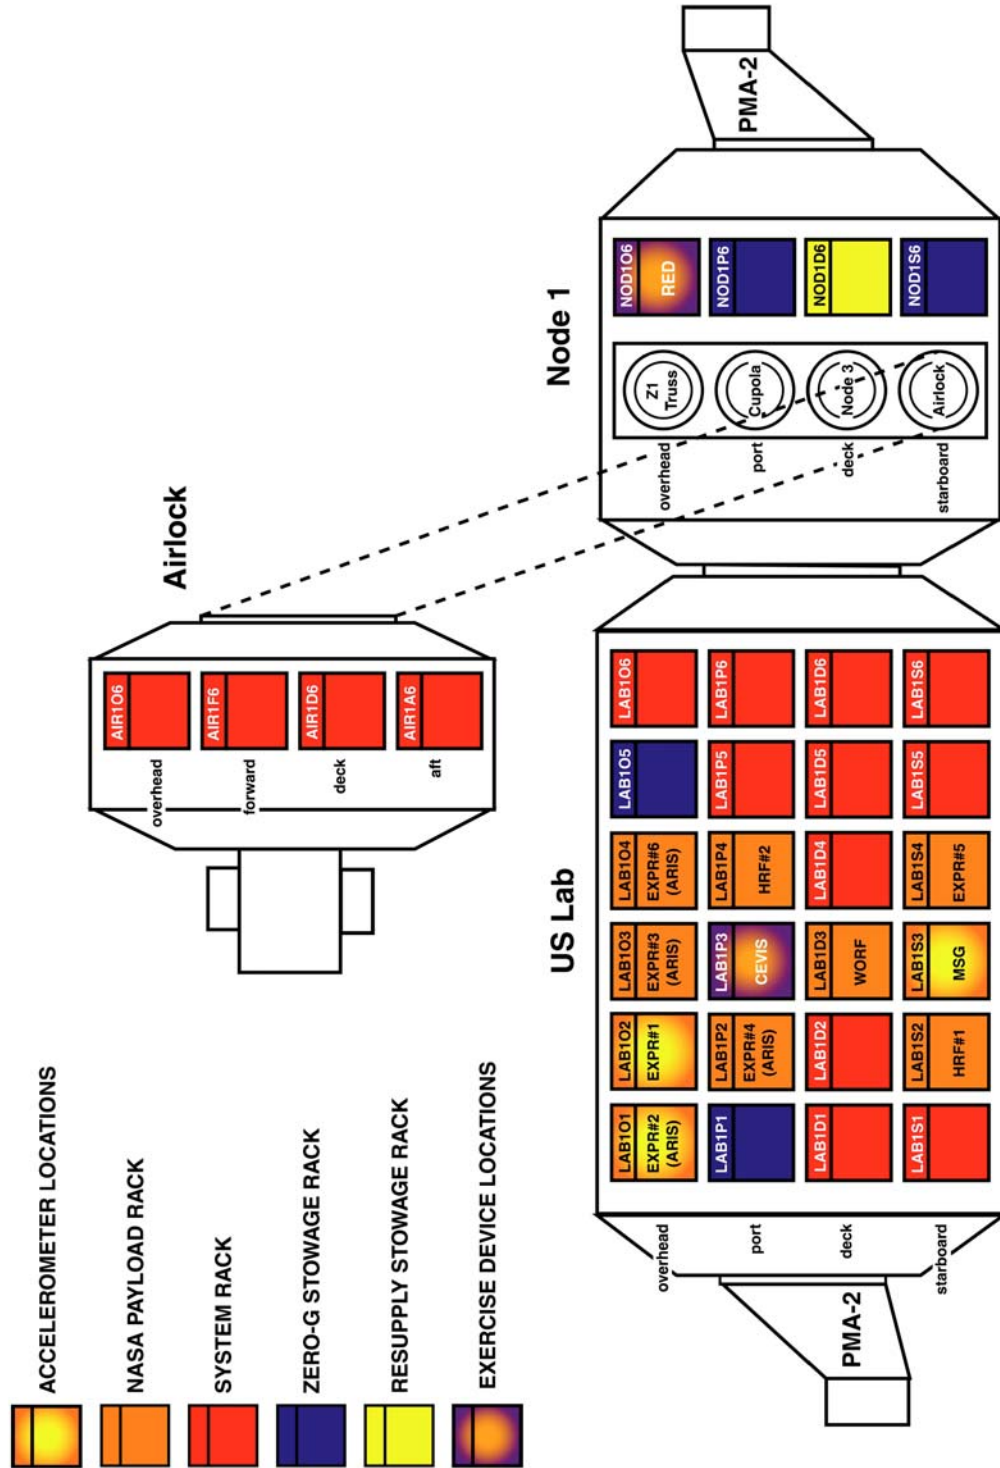 ACCELEROMETER LOCATIONS
NASA PAYLOAD RACK
SYSTEM RACK
ZERO-G STOWAGE RACK
RESUPPLY STOWAGE RACK
EXERCISE DEVICE LOCATIONS
Airlock
overhead
AIR1O6
forward
AIR1F6
deck
AIR1D6
aft
AIR1A6
US Lab
overhead
LAB1O1
EXPR#2
(ARIS)
LAB1O2
EXPR#1
LAB1O3
EXPR#3
(ARIS)
LAB1O4
EXPR#6
(ARIS)
LAB1O5
LAB1O6
port
LAB1P1
LAB1P2
EXPR#4
(ARIS)
LAB1P3
CEVIS
LAB1P4
HRF#2
LAB1P5
LAB1P6
deck
LAB1D1
LAB1D2
LAB1D3
WORF
LAB1D4
LAB1D5
LAB1D6
starboard
LAB1S1
LAB1S2
HRF#1
LAB1S3
MSG
LAB1S4
EXPR#5
LAB1S5
LAB1S6
PMA-2
Node 1
overhead
Z1
Truss
NOD1O6
RED
port
Cupola
NOD1P6
deck
Node 3
NOD1D6
starboard
Airlock
NOD1S6
PMA-2